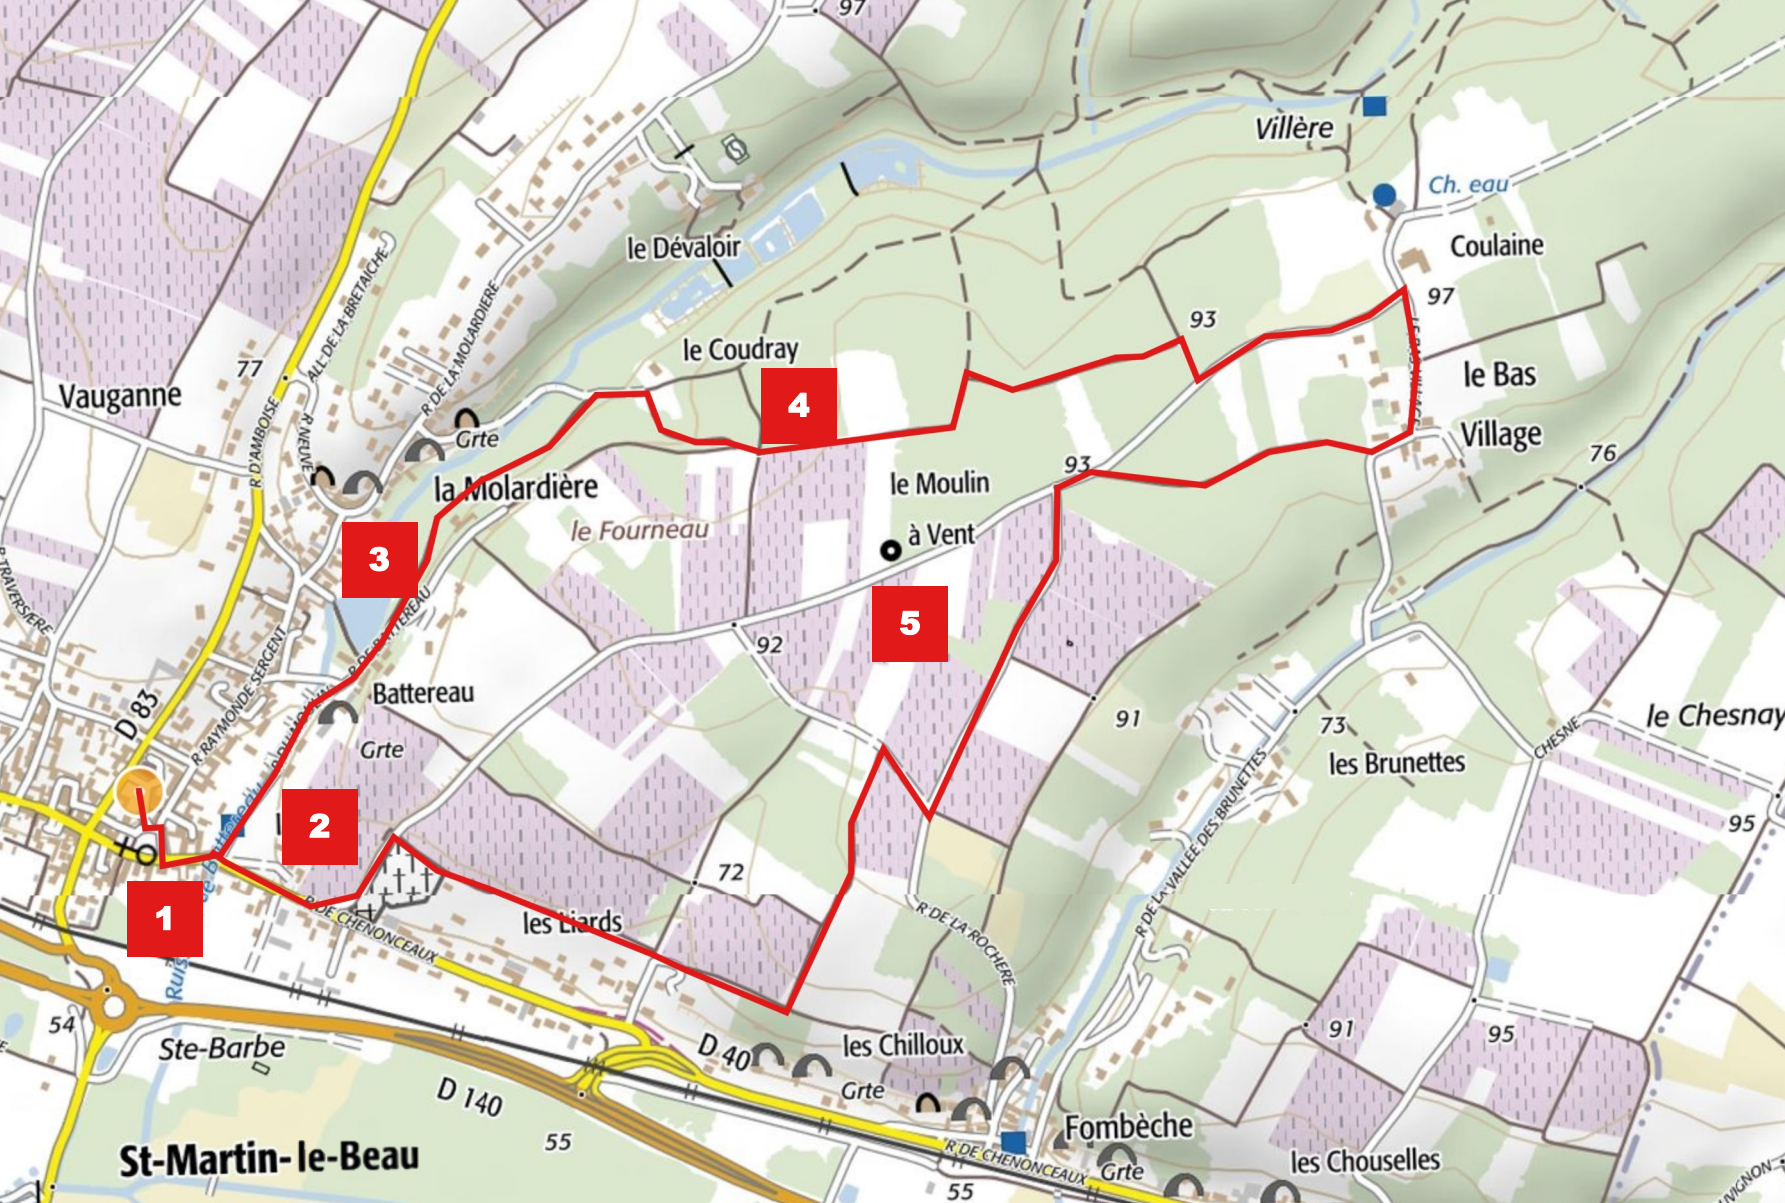 97
Villère
Ch. eau
le Dévaloir
Coulaine
ALL. DE LA BRETAICHE
R DE LA MOLARDIERE
97
93
77
le Coudray
Vauganne
le Bas
Village
4
R D'AMBOISE
R NEUVE
Grte
76
93
le Moulin
à Vent
la Molardière
le Fourneau
3
R TRAVERSIÈRE
R DE BATTEREAU
5
92
R RAYMONDE SERGENT
Battereau
91
73
le Chesnay
CHESNE
D 83
Grte
les Brunettes
R DE LA VALLEE DES BRUNETTES
2
95
72
1
R DE CHENONCEAUX
les Liards
R DE LA ROCHERE
54
Ste-Barbe
D 40
les Chilloux
91
95
Grte
D 140
55
Fombèche
St-Martin-le-Beau
R DE CHENONCEAUX
Grte
les Chouselles
55